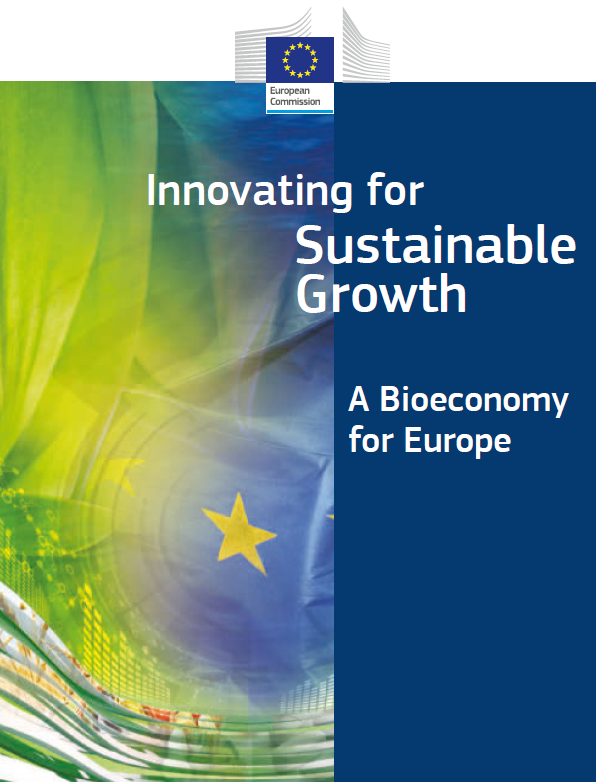 European
Commission
Innovating for
Sustainable
Growth
A Bioeconomy
for Europe